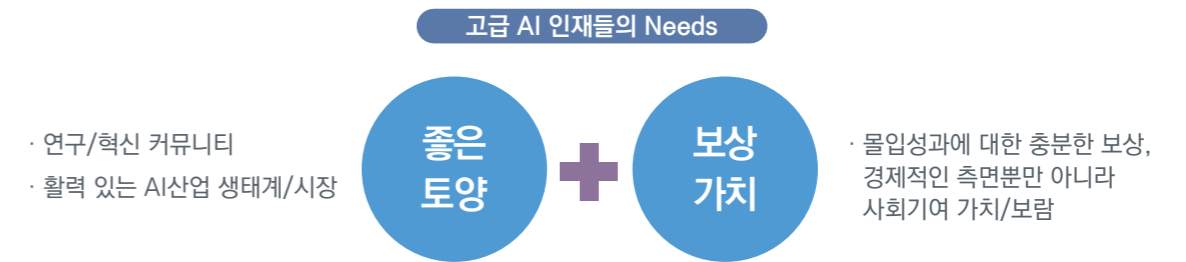 고급 AI 인재들의 Needs
· 연구/혁신 커뮤니티
· 활력 있는 AI산업 생태계/시장
좋은
토양
보상
가치
· 몰입성과에 대한 충분한 보상,
경제적인 측면뿐만 아니라
사회기여 가치/보람